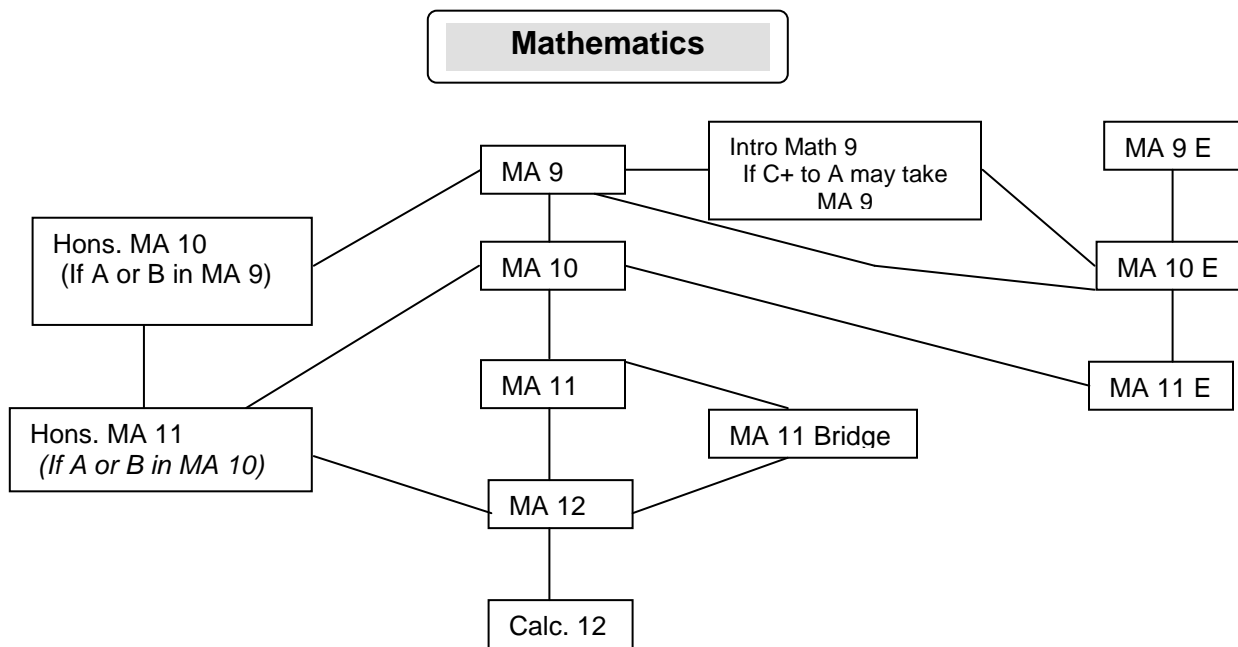 Mathematics
MA 9
Intro Math 9
If C+ to A may take
MA 9
MA 9 E
Hons. MA 10
(If A or B in MA 9)
MA 10
MA 10 E
MA 11
MA 11 E
Hons. MA 11
(If A or B in MA 10)
MA 11 Bridge
MA 12
Calc. 12